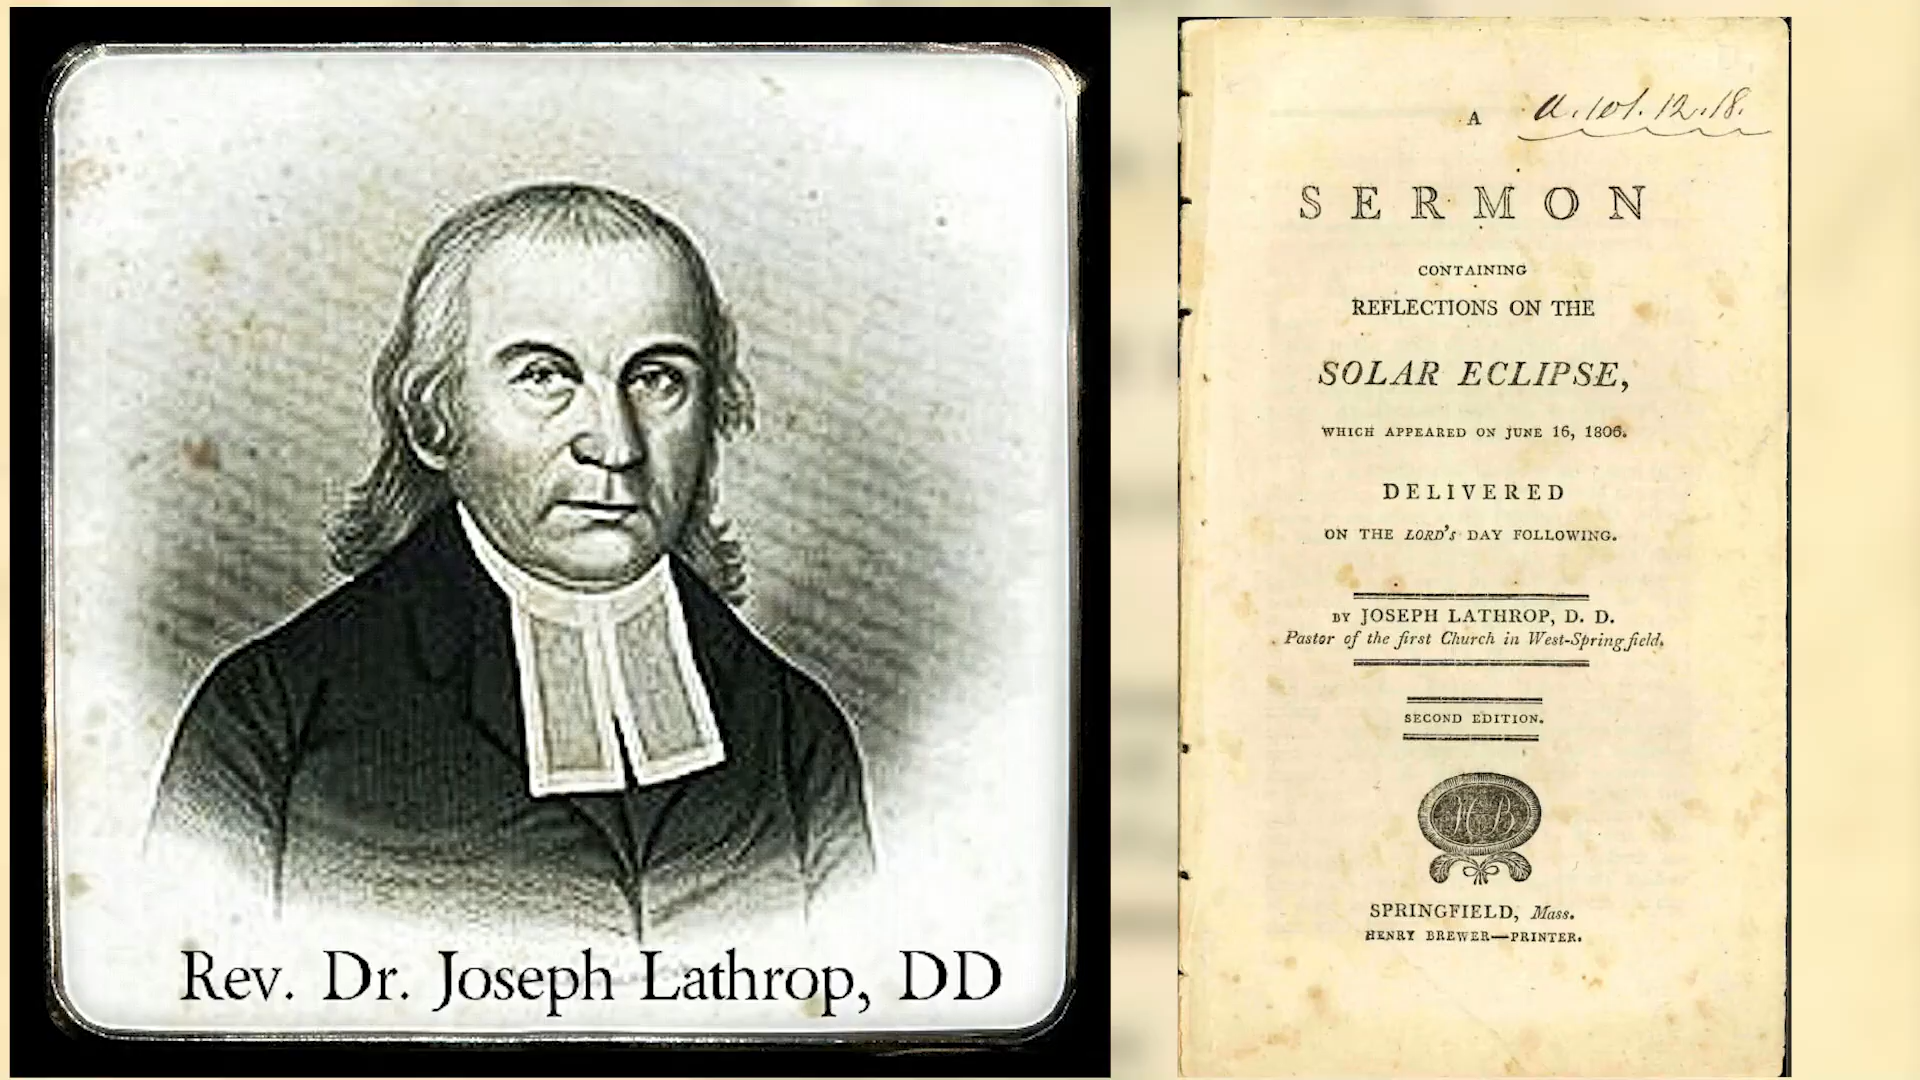 Rev. Dr. Joseph Lathrop, DD
A
SERMON
CONTAINING
REFLECTIONS ON THE
SOLAR ECLIPSE,
WHICH APPEARED ON JUNE 16, 1806.
DELIVERED
ON THE LORD'S DAY FOLLOWING.
BY JOSEPH LATHROP, D. D.
Pastor of the first Church in West-Springfield.
SECOND EDITION.
HB
SPRINGFIELD, Mass.
HENRY BREWER—PRINTER.